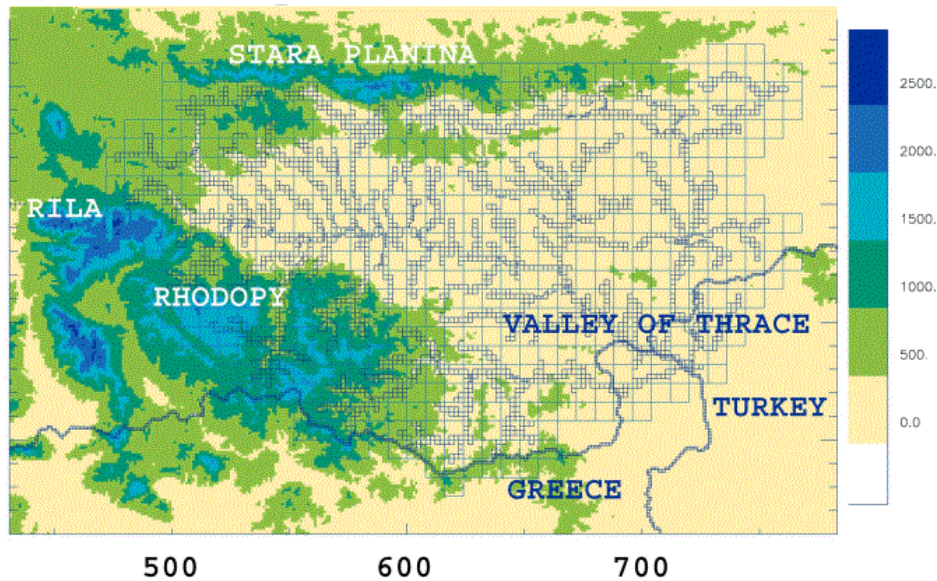 STARA PLANINA
2500.
2000.
RILA
1500.
RHODOPY
1000.
VALLEY OF THRACE
500.
TURKEY
0.0
GREECE
500 600 700